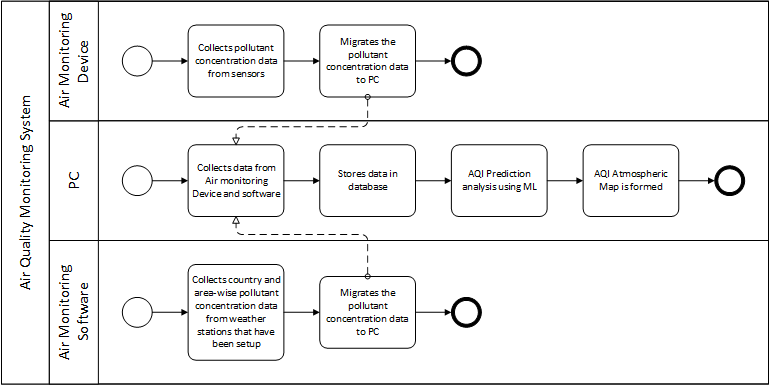 Air Quality Monitoring System
Air Monitoring
Device
Collects pollutant
concentration data
from sensors
Migrates the
pollutant
concentration data
to PC
PC
Collects data from
Air monitoring
Device and software
Stores data in
database
AQI Prediction
analysis using ML
AQI Atmospheric
Map is formed
Air Monitoring
Software
Collects country and
area-wise pollutant
concentration data
from weather
stations that have
been setup
Migrates the
pollutant
concentration data
to PC